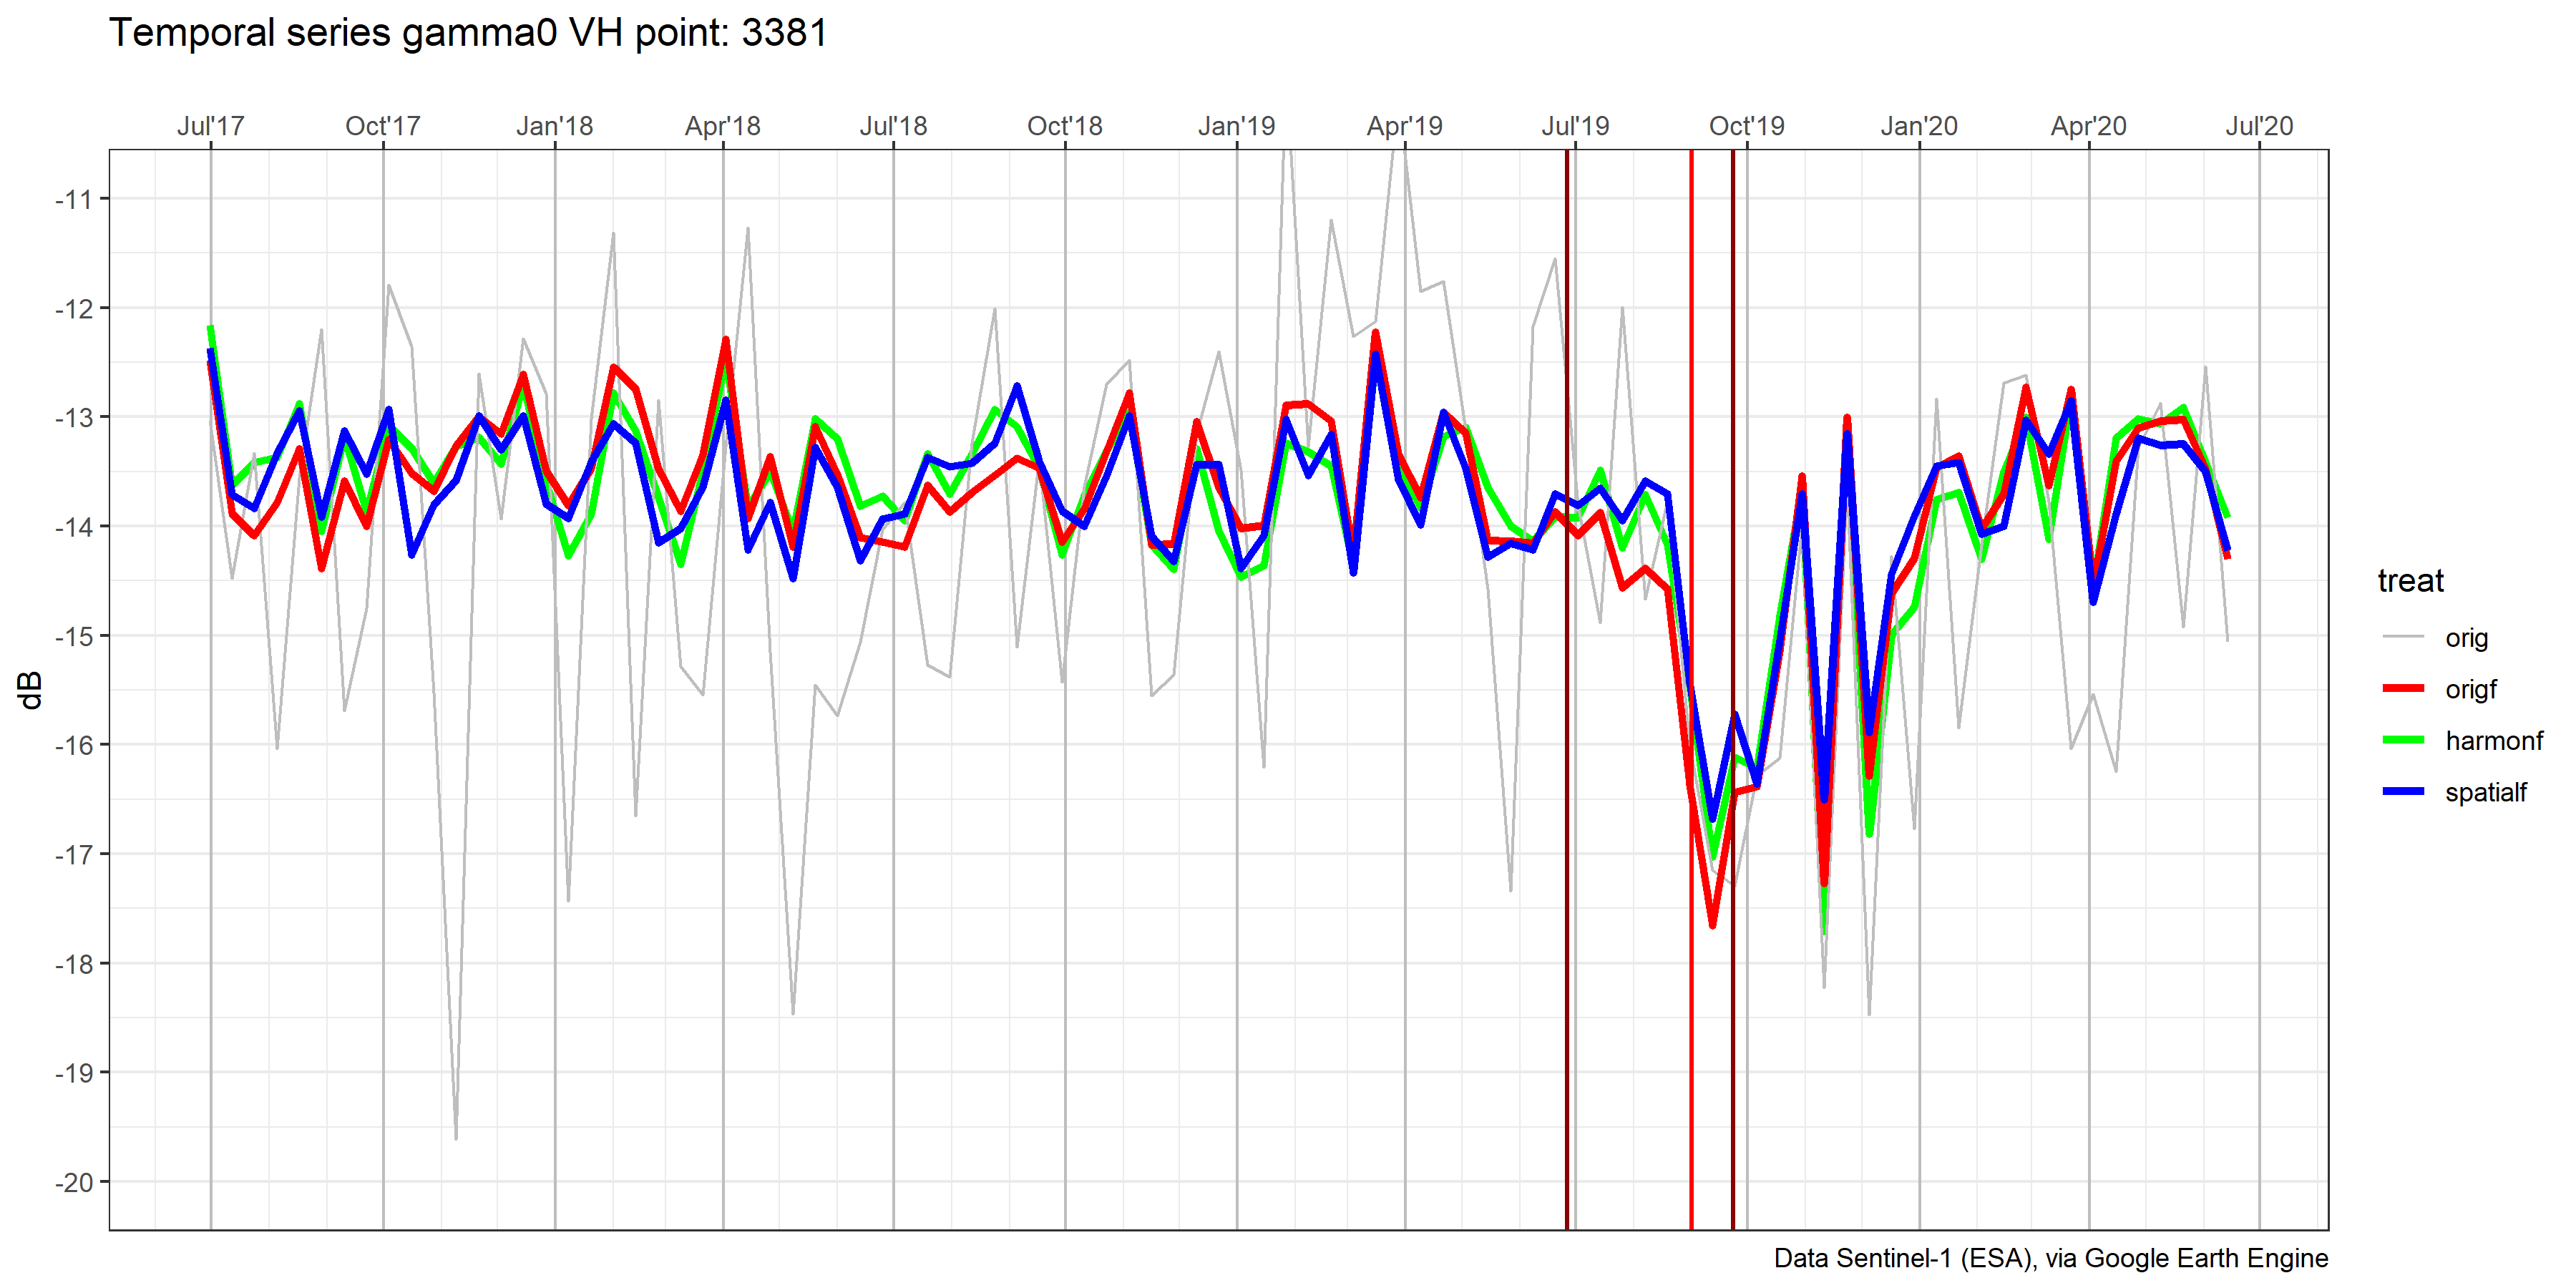 Temporal series gamma0 VH point: 3381
Jul'17 Oct'17 Jan'18 Apr'18 Jul'18 Oct'18 Jan'19 Apr'19 Jul'19 Oct'19 Jan'20 Apr'20 Jul'20
-11
-12
-13
-14
-15
-16
-17
-18
-19
-20
dB
treat
orig
origf
harmonf
spatialf
Data Sentinel-1 (ESA), via Google Earth Engine